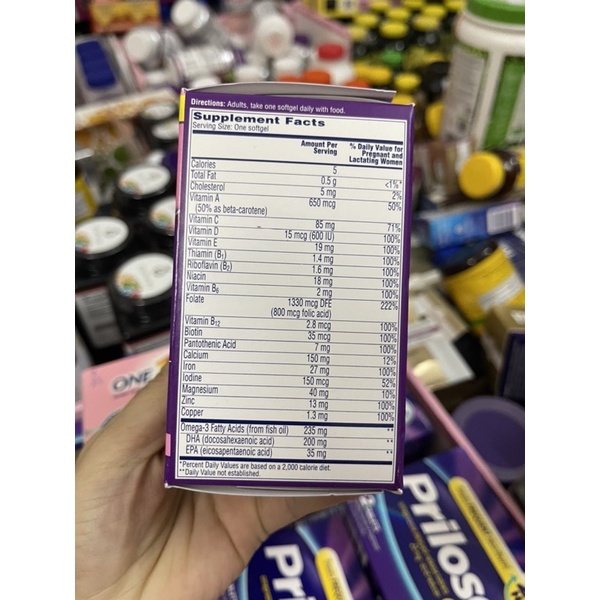 Directions: Adults, take one softgel daily with food.
Supplement Facts
Serving Size: One softgel
Amount Per Serving % Daily Value for Pregnant and Lactating Women
Calories 5
Total Fat 0.5 g <1%*
Cholesterol 5 mg 2%
Vitamin A 650 mcg 50%
(50% as beta-carotene)
Vitamin C 85 mg 71%
Vitamin D 15 mcg (600 IU) 100%
Vitamin E 19 mg 100%
Thiamin (B1) 1.4 mg 100%
Riboflavin (B2) 1.6 mg 100%
Niacin 18 mg 100%
Vitamin B6 2 mg 100%
Folate 1330 mcg DFE 222%
(800 mcg folic acid)
Vitamin B12 2.8 mcg 100%
Biotin 35 mcg 100%
Pantothenic Acid 7 mg 100%
Calcium 150 mg 12%
Iron 27 mg 100%
Iodine 150 mcg 52%
Magnesium 40 mg 10%
Zinc 13 mg 100%
Copper 1.3 mg 100%
Omega-3 Fatty Acids (from fish oil) 235 mg **
DHA (docosahexaenoic acid) 200 mg **
EPA (eicosapentaenoic acid) 35 mg **
*Percent Daily Values are based on a 2,000 calorie diet.
**Daily Value not established.
ONE
Prilos
Pri